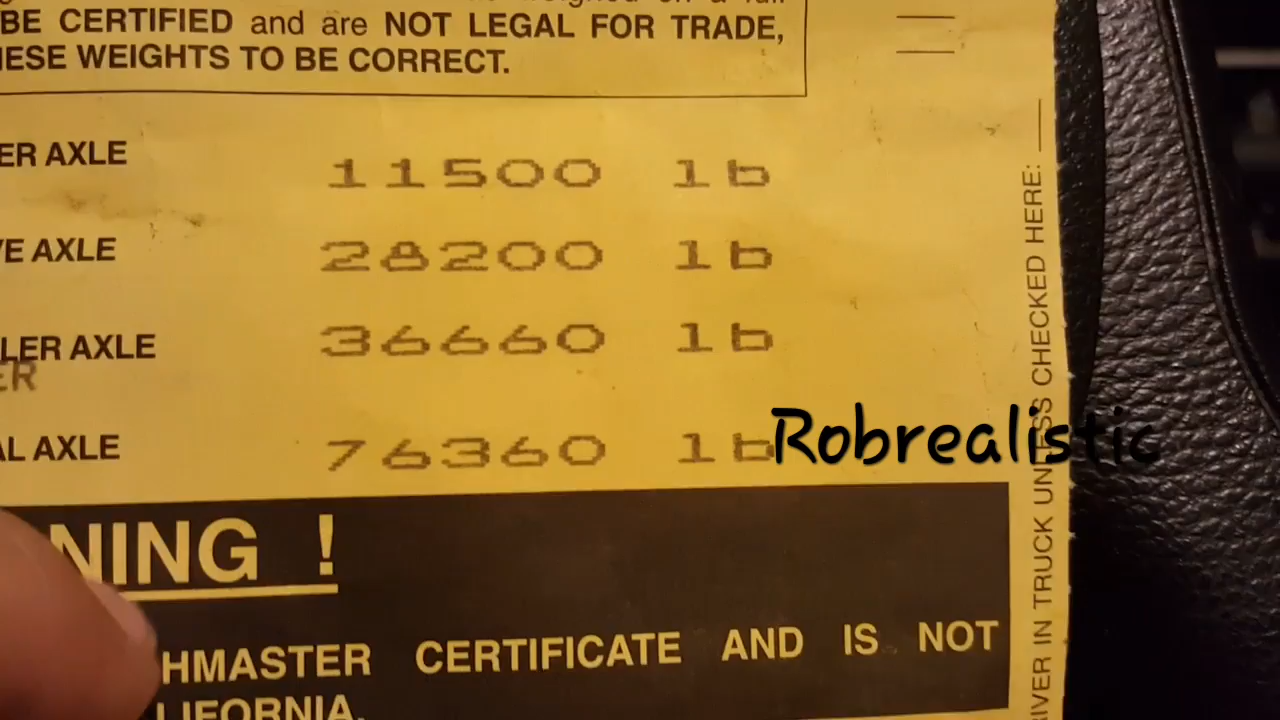 BE CERTIFIED and are NOT LEGAL FOR TRADE,
WEIGHTS TO BE CORRECT.
ER AXLE 11500 lb
E AXLE 28200 lb
LER AXLE 36660 lb
ER
AL AXLE 76360 lb
Robrealistic
NING !
HMASTER CERTIFICATE AND IS NOT
LIFORNIA.
RIVER IN TRUCK UNLESS CHECKED HERE: